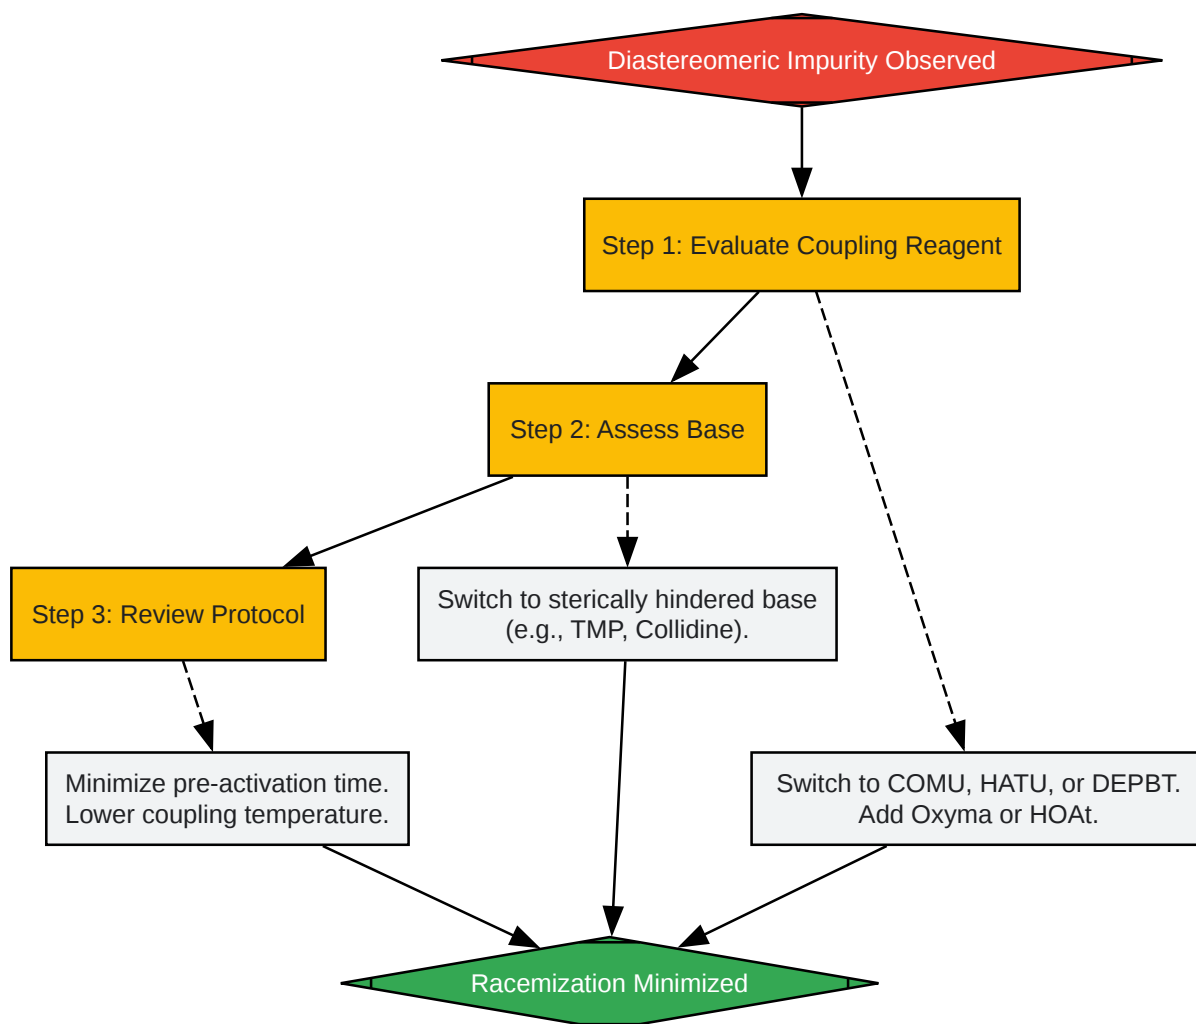 Diastereomeric Impurity Observed
Step 1: Evaluate Coupling Reagent
Step 2: Assess Base
Step 3: Review Protocol
Switch to sterically hindered base
(e.g., TMP, Collidine).
Minimize pre-activation time.
Lower coupling temperature.
Switch to COMU, HATU, or DEPBT.
Add Oxyma or HOAt.
Racemization Minimized